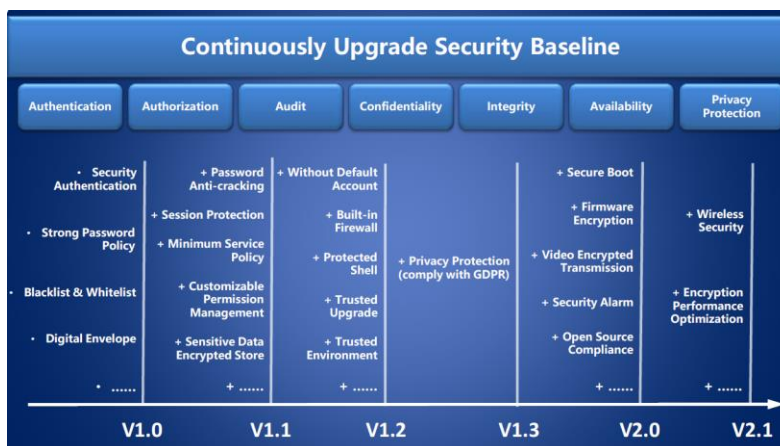 Continuously Upgrade Security Baseline
Authentication
Authorization
Audit
Confidentiality
Integrity
Availability
Privacy
Protection
• Security
Authentication
• Strong Password
Policy
• Blacklist & Whitelist
• Digital Envelope
• ......
+ Password
Anti-cracking
+ Session Protection
+ Minimum Service
Policy
+ Customizable
Permission
Management
+ Sensitive Data
Encrypted Store
+ ......
+ Without Default
Account
+ Built-in
Firewall
+ Protected
Shell
+ Trusted
Upgrade
+ Trusted
Environment
+ ......
+ Privacy Protection
(comply with GDPR)
+ Secure Boot
+ Firmware
Encryption
+ Video Encrypted
Transmission
+ Security Alarm
+ Open Source
Compliance
+ ......
+ Wireless
Security
+ Encryption
Performance
Optimization
+ ......
V1.0
V1.1
V1.2
V1.3
V2.0
V2.1